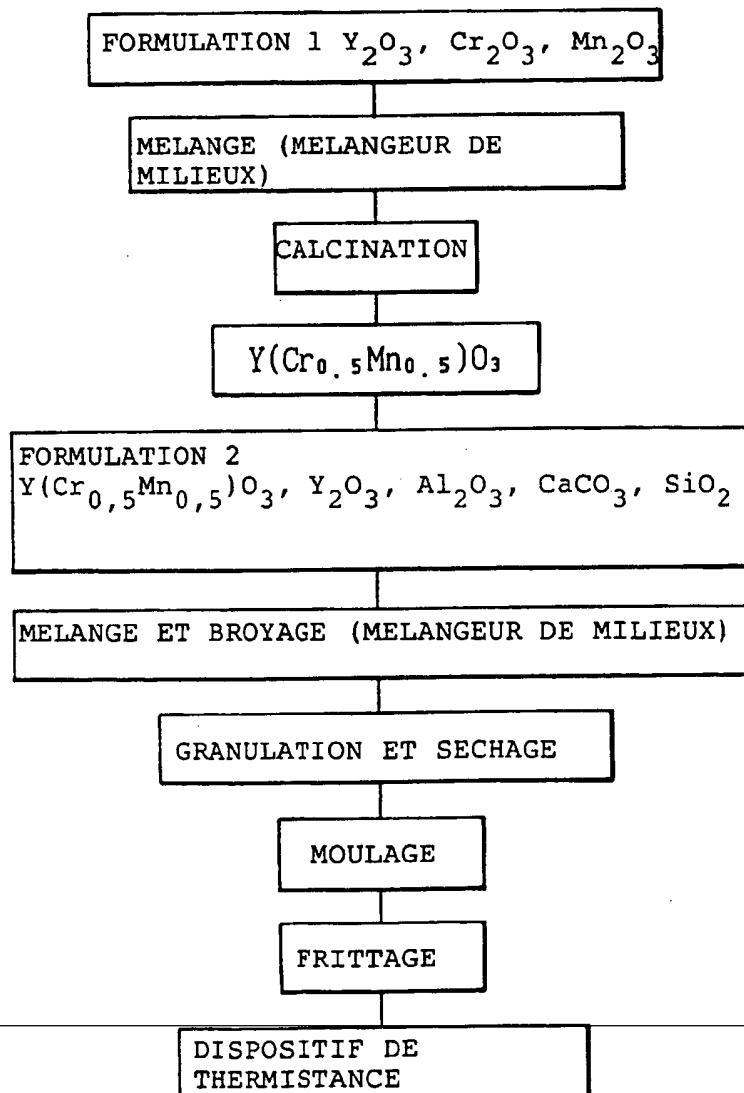 FORMULATION 1 Y₂O₃, Cr₂O₃, Mn₂O₃
MELANGE (MELANGEUR DE
MILIEUX)
CALCINATION
Y(Cr₀.₅Mn₀.₅)O₃
FORMULATION 2
Y(Cr₀,₅Mn₀,₅)O₃, Y₂O₃, Al₂O₃, CaCO₃, SiO₂
MELANGE ET BROYAGE (MELANGEUR DE MILIEUX)
GRANULATION ET SECHAGE
MOULAGE
FRITTAGE
DISPOSITIF DE
THERMISTANCE